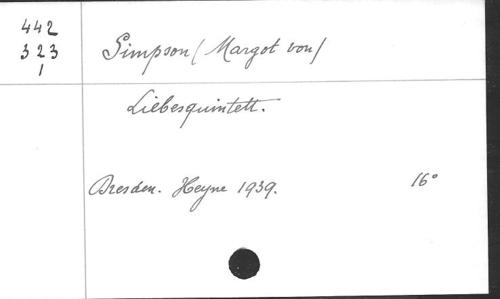 442
323
1
Simpson (Margot von)
Liebesquintett.
Dresden. Heyne 1939. 16°